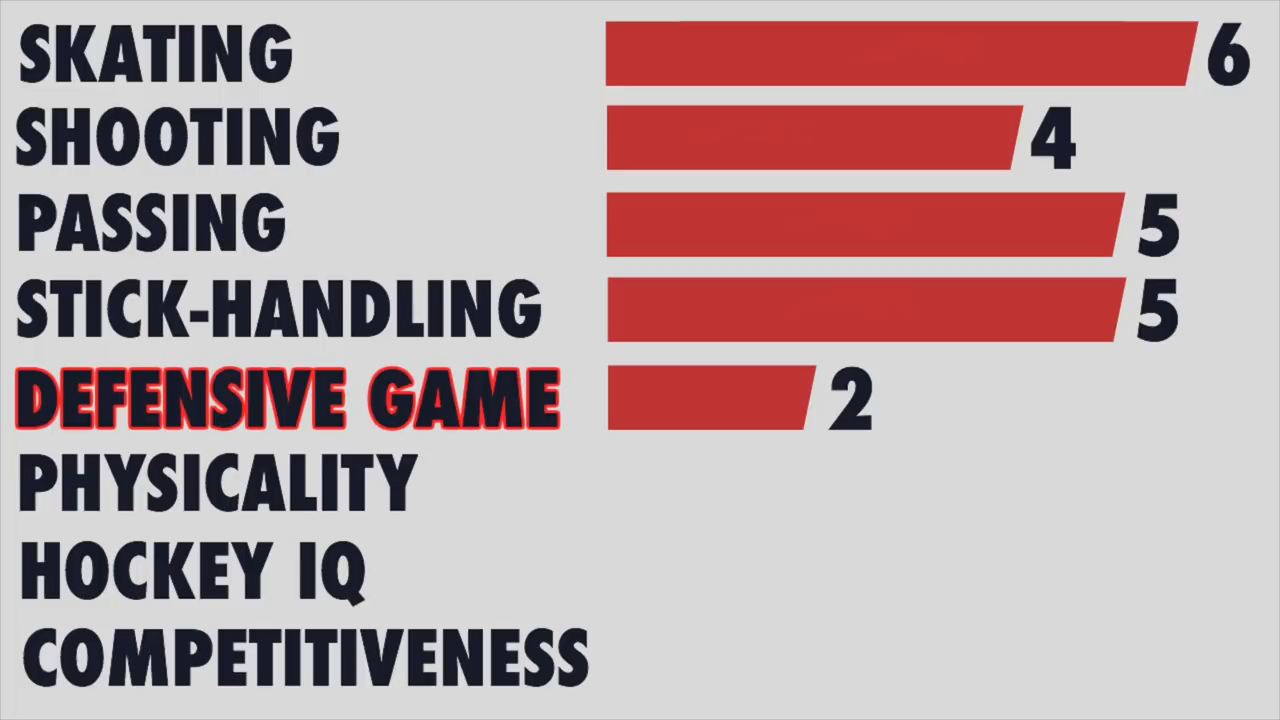 SKATING 6
SHOOTING 4
PASSING 5
STICK-HANDLING 5
DEFENSIVE GAME 2
PHYSICALITY
HOCKEY IQ
COMPETITIVENESS